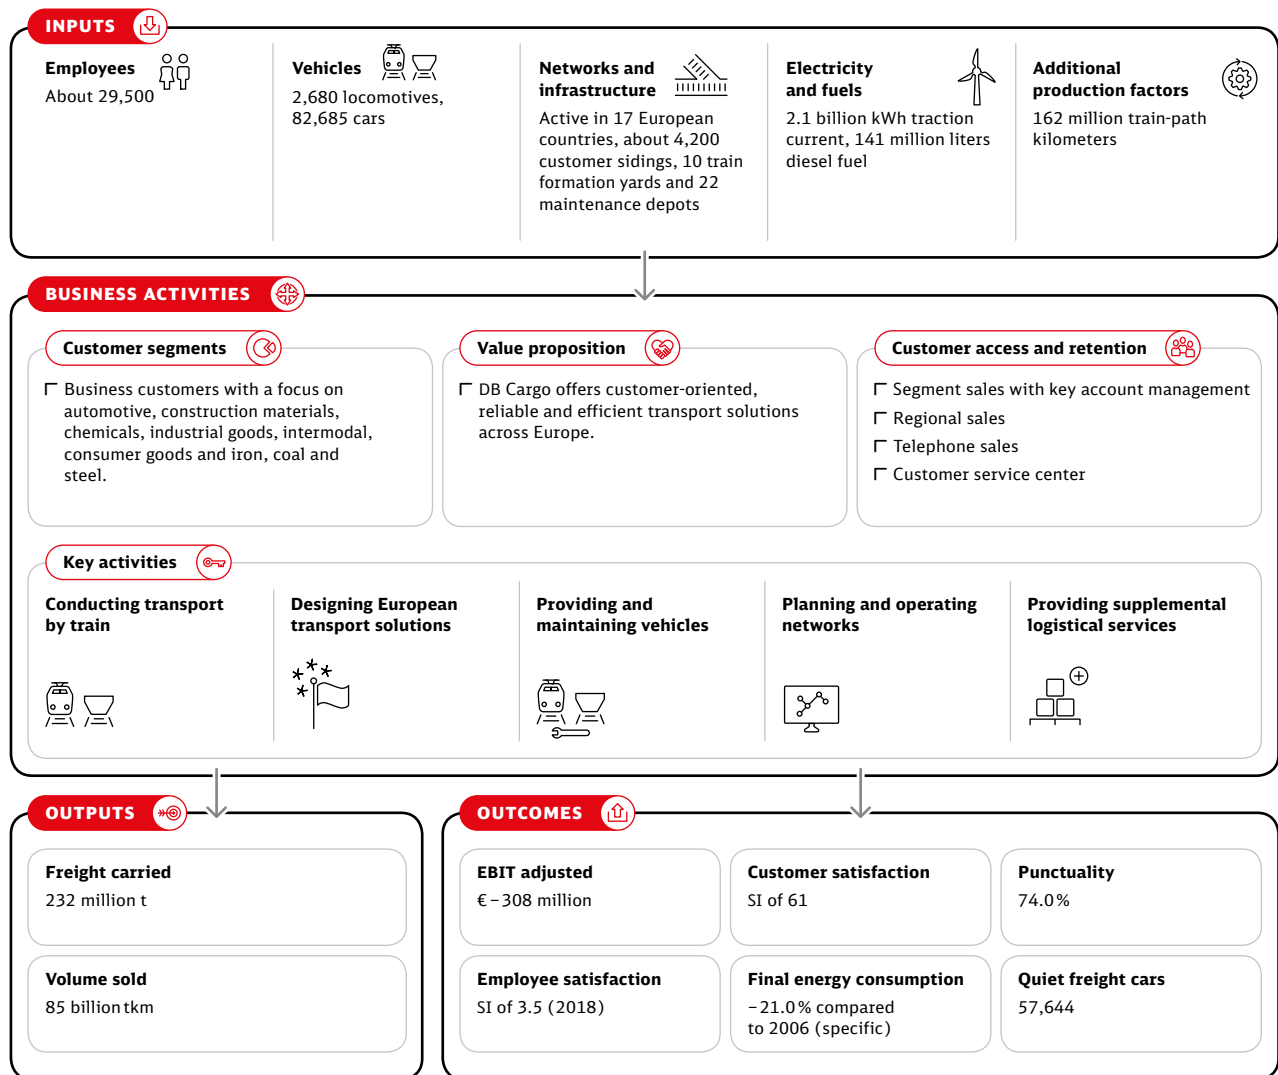 INPUTS
Employees
About 29,500
Vehicles
2,680 locomotives,
82,685 cars
Networks and
infrastructure
Active in 17 European
countries, about 4,200
customer sidings, 10 train
formation yards and 22
maintenance depots
Electricity
and fuels
2.1 billion kWh traction
current, 141 million liters
diesel fuel
Additional
production factors
162 million train-path
kilometers
BUSINESS ACTIVITIES
Customer segments
Business customers with a focus on
automotive, construction materials,
chemicals, industrial goods, intermodal,
consumer goods and iron, coal and
steel.
Value proposition
DB Cargo offers customer-oriented,
reliable and efficient transport solutions
across Europe.
Customer access and retention
Segment sales with key account management
Regional sales
Telephone sales
Customer service center
Key activities
Conducting transport
by train
Designing European
transport solutions
Providing and
maintaining vehicles
Planning and operating
networks
Providing supplemental
logistical services
OUTPUTS
Freight carried
232 million t
Volume sold
85 billion tkm
OUTCOMES
EBIT adjusted
€ –308 million
Customer satisfaction
SI of 61
Punctuality
74.0 %
Employee satisfaction
SI of 3.5 (2018)
Final energy consumption
–21.0 % compared
to 2006 (specific)
Quiet freight cars
57,644